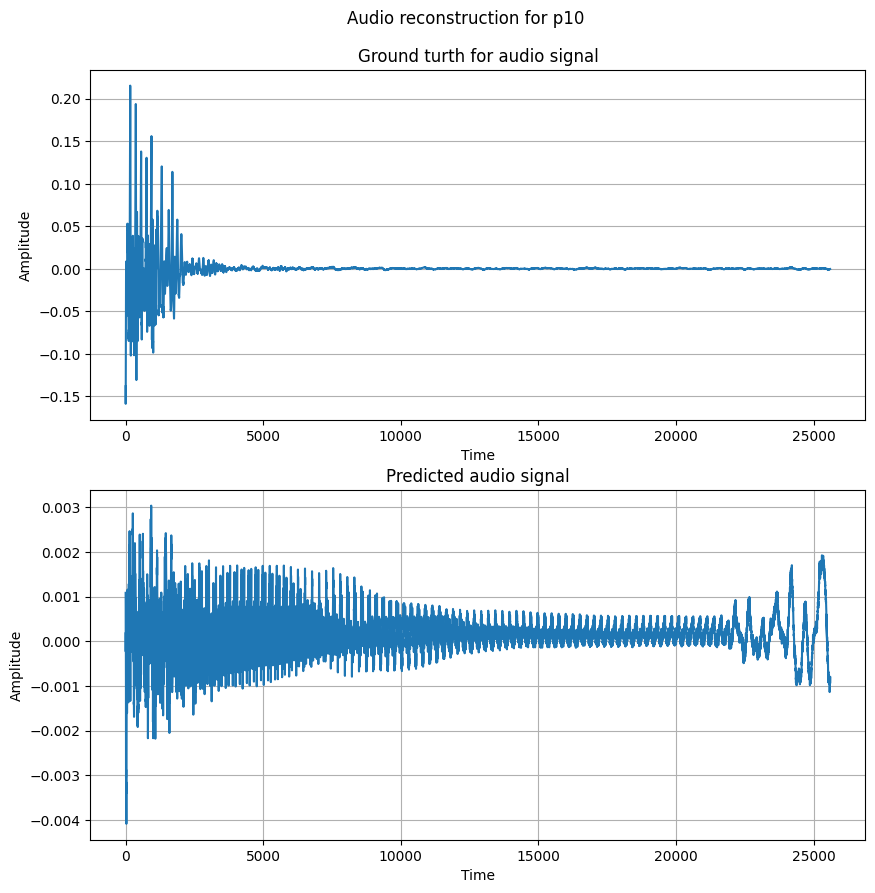 Audio reconstruction for p10
Ground turth for audio signal
0.20
0.15
0.10
0.05
0.00
−0.05
−0.10
−0.15
Amplitude
0 5000 10000 15000 20000 25000
Time
Predicted audio signal
0.003
0.002
0.001
0.000
−0.001
−0.002
−0.003
−0.004
Amplitude
0 5000 10000 15000 20000 25000
Time